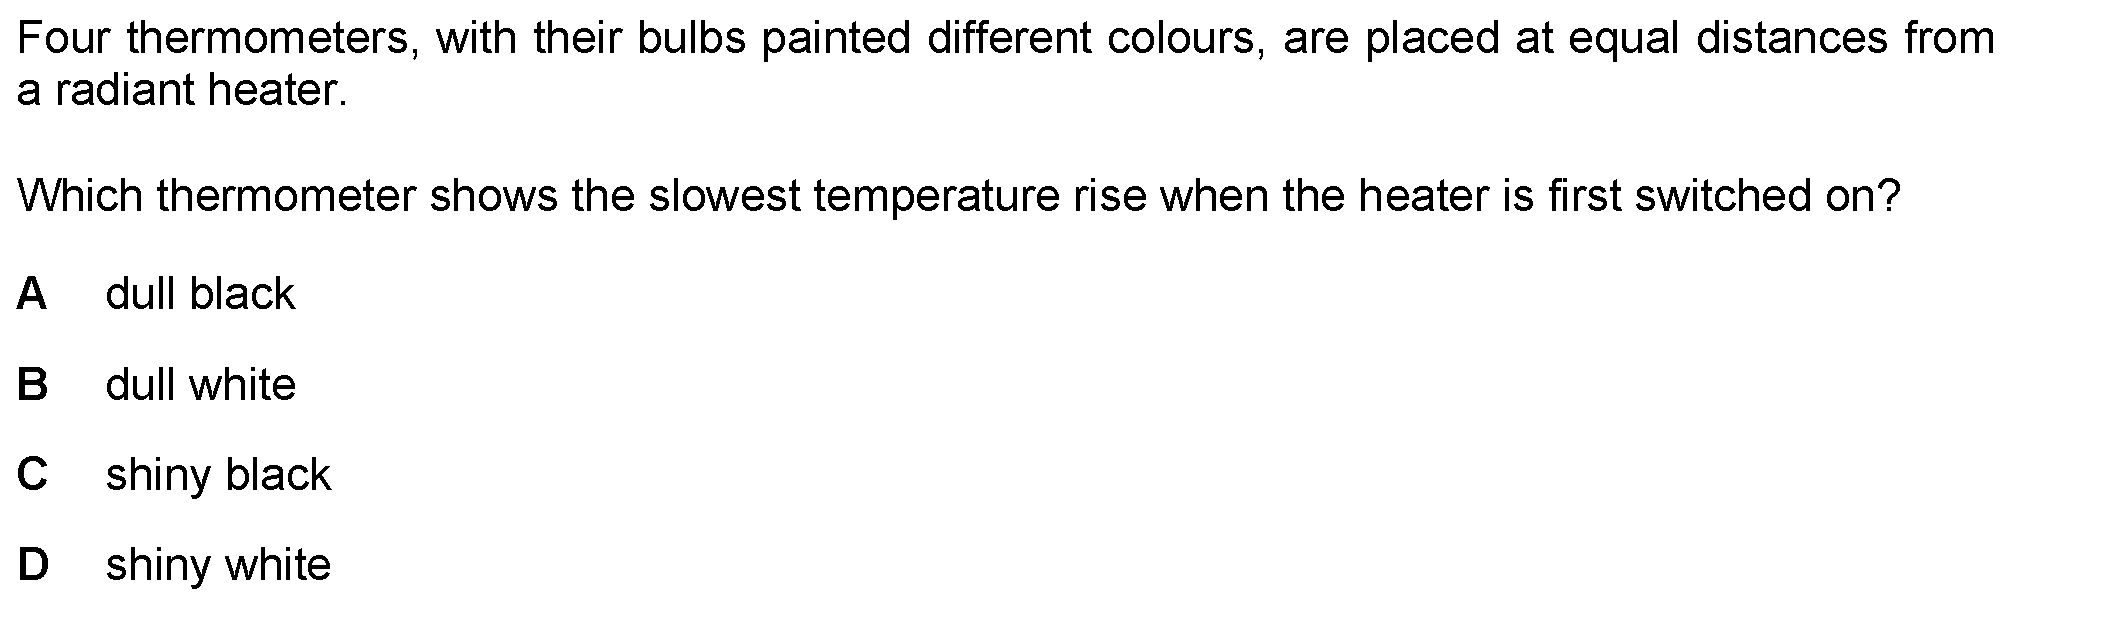 Four thermometers, with their bulbs painted different colours, are placed at equal distances from
a radiant heater.
Which thermometer shows the slowest temperature rise when the heater is first switched on?
A dull black
B dull white
C shiny black
D shiny white